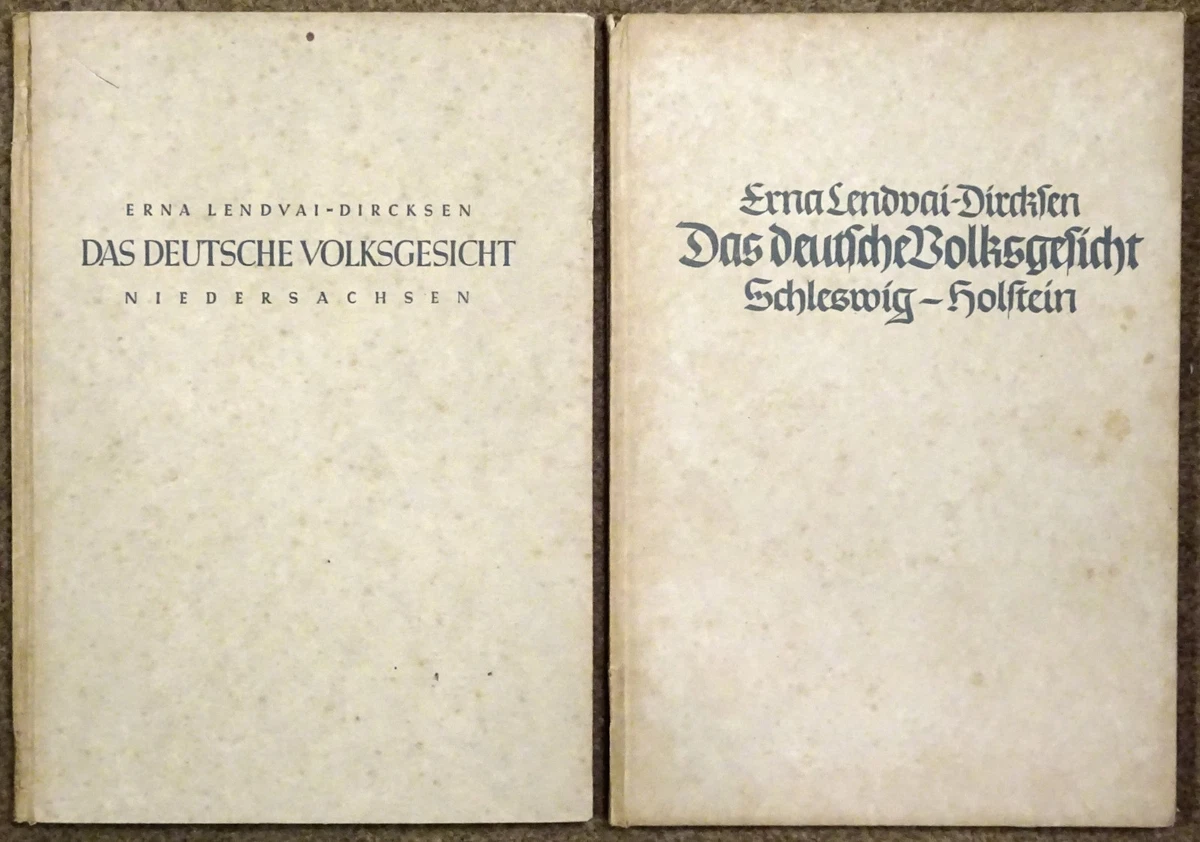 ERNA LENDVAI-DIRCKSEN
DAS DEUTSCHE VOLKSGESICHT
NIEDERSACHSEN
Erna Lendvai-Dircksen
Das deutsche Volksgesicht
Schleswig-Holstein